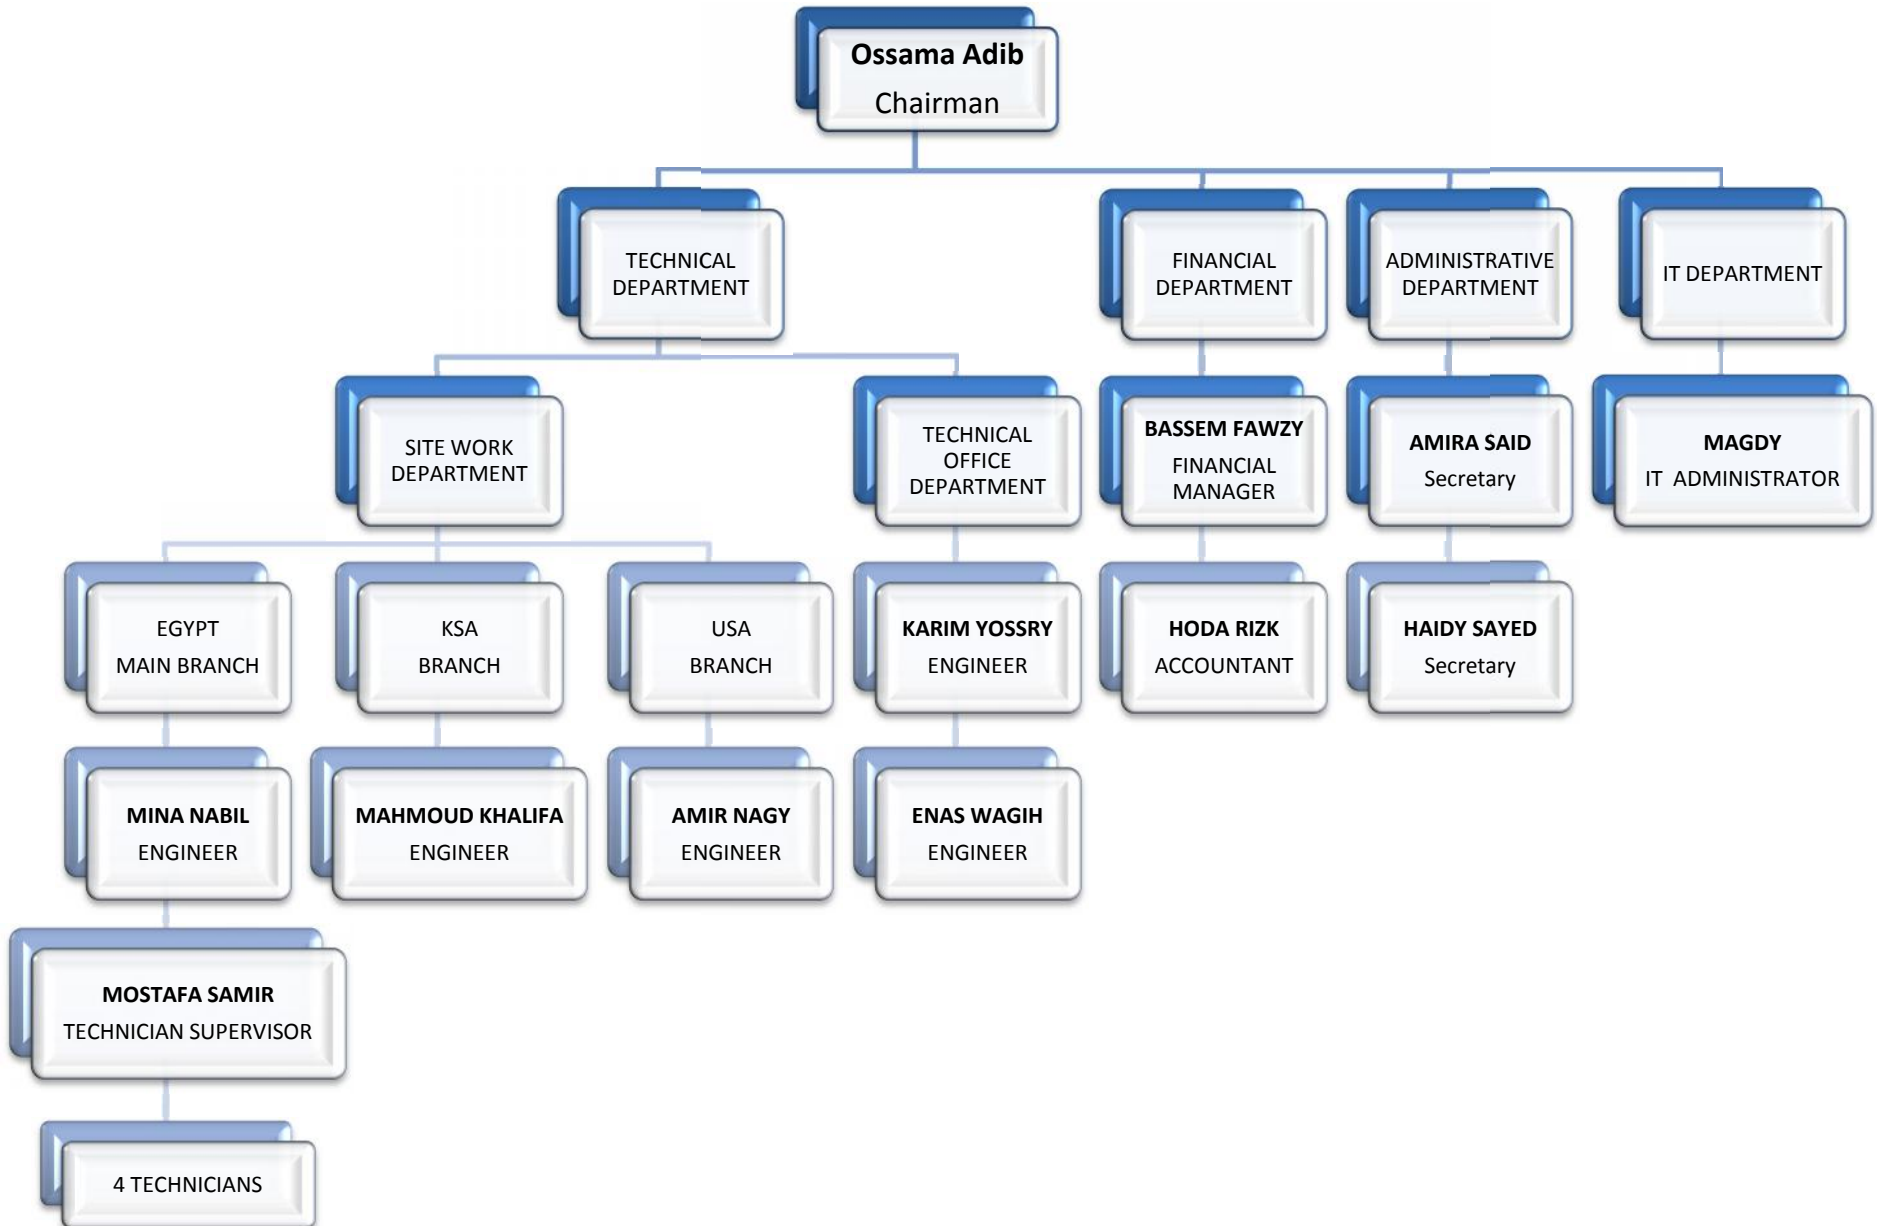 Ossama Adib
Chairman
TECHNICAL
DEPARTMENT
FINANCIAL
DEPARTMENT
ADMINISTRATIVE
DEPARTMENT
IT DEPARTMENT
SITE WORK
DEPARTMENT
TECHNICAL
OFFICE
DEPARTMENT
BASSEM FAWZY
FINANCIAL
MANAGER
AMIRA SAID
Secretary
MAGDY
IT ADMINISTRATOR
EGYPT
MAIN BRANCH
KSA
BRANCH
USA
BRANCH
KARIM YOSSRY
ENGINEER
HODA RIZK
ACCOUNTANT
HAIDY SAYED
Secretary
MINA NABIL
ENGINEER
MAHMOUD KHALIFA
ENGINEER
AMIR NAGY
ENGINEER
ENAS WAGIH
ENGINEER
MOSTAFA SAMIR
TECHNICIAN SUPERVISOR
4 TECHNICIANS